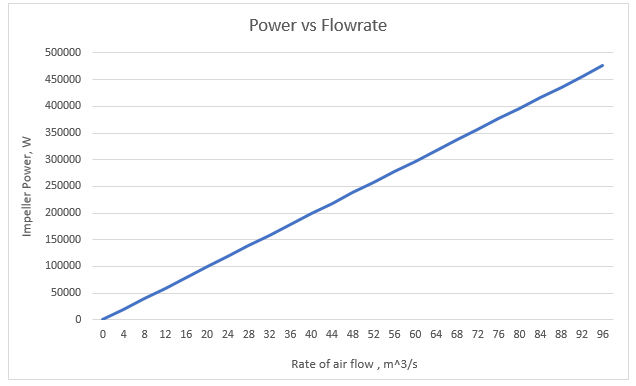 Power vs Flowrate
500000
450000
400000
350000
300000
250000
200000
150000
100000
50000
0
Impeller Power, W
0 4 8 12 16 20 24 28 32 36 40 44 48 52 56 60 64 68 72 76 80 84 88 92 96
Rate of air flow , m^3/s